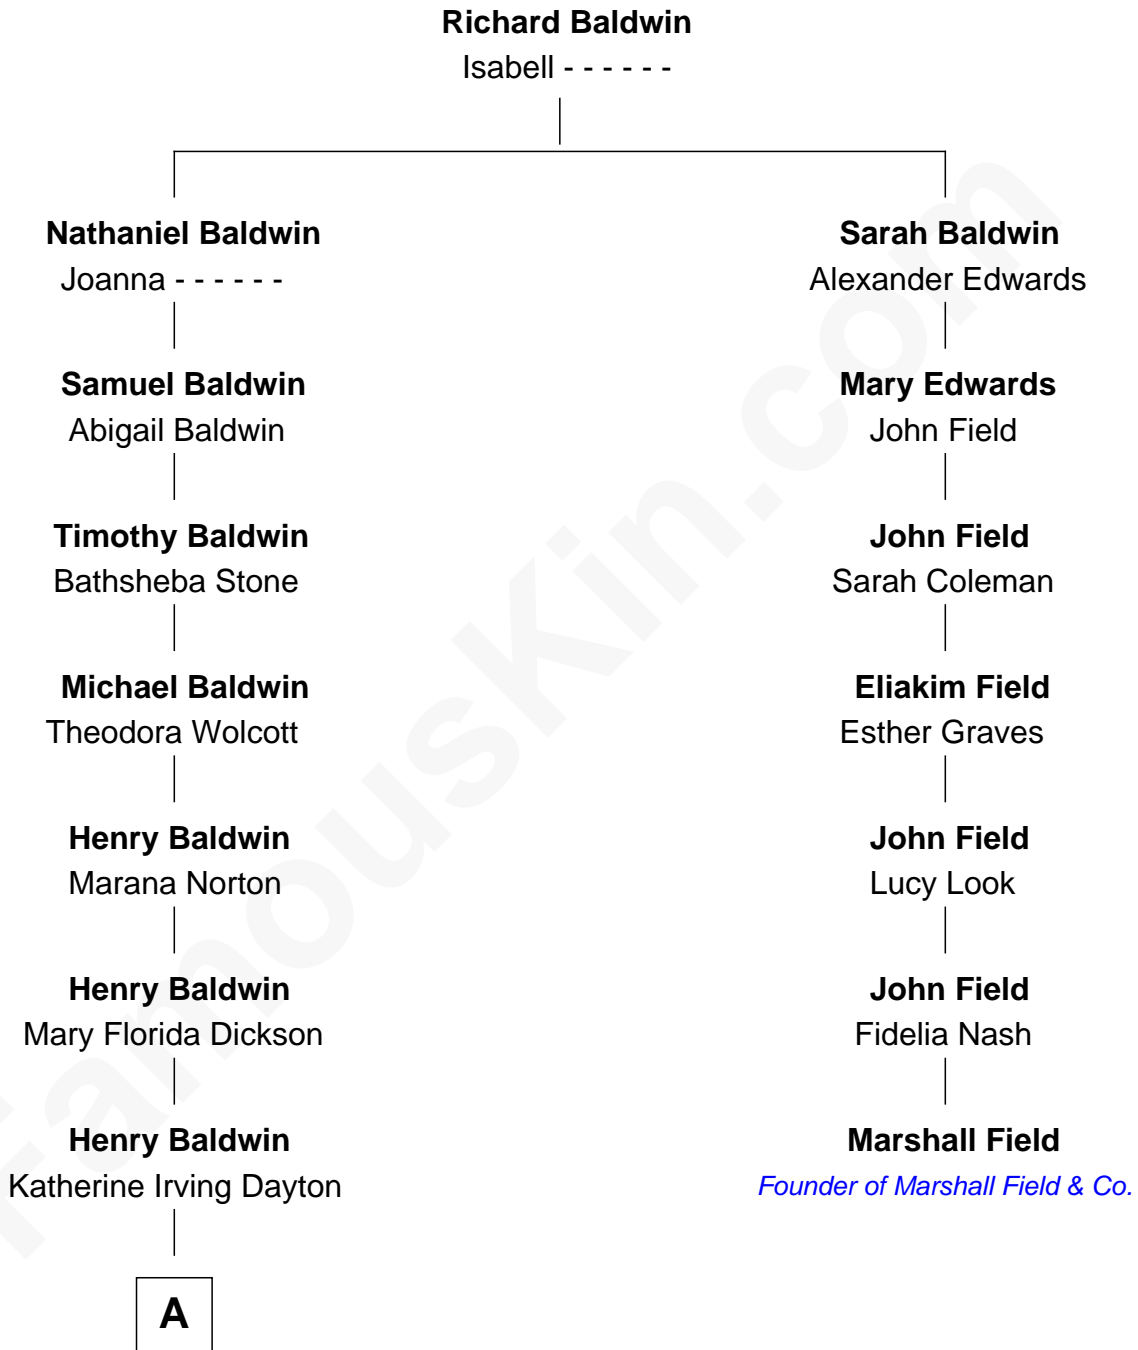 Richard Baldwin
Isabell - - - - - -
Nathaniel Baldwin
Joanna - - - - - -
Sarah Baldwin
Alexander Edwards
Samuel Baldwin
Abigail Baldwin
Mary Edwards
John Field
Timothy Baldwin
Bathsheba Stone
John Field
Sarah Coleman
Michael Baldwin
Theodora Wolcott
Eliakim Field
Esther Graves
Henry Baldwin
Marana Norton
John Field
Lucy Look
Henry Baldwin
Mary Florida Dickson
John Field
Fidelia Nash
Henry Baldwin
Katherine Irving Dayton
Marshall Field
Founder of Marshall Field & Co.
A
FamousKin.com